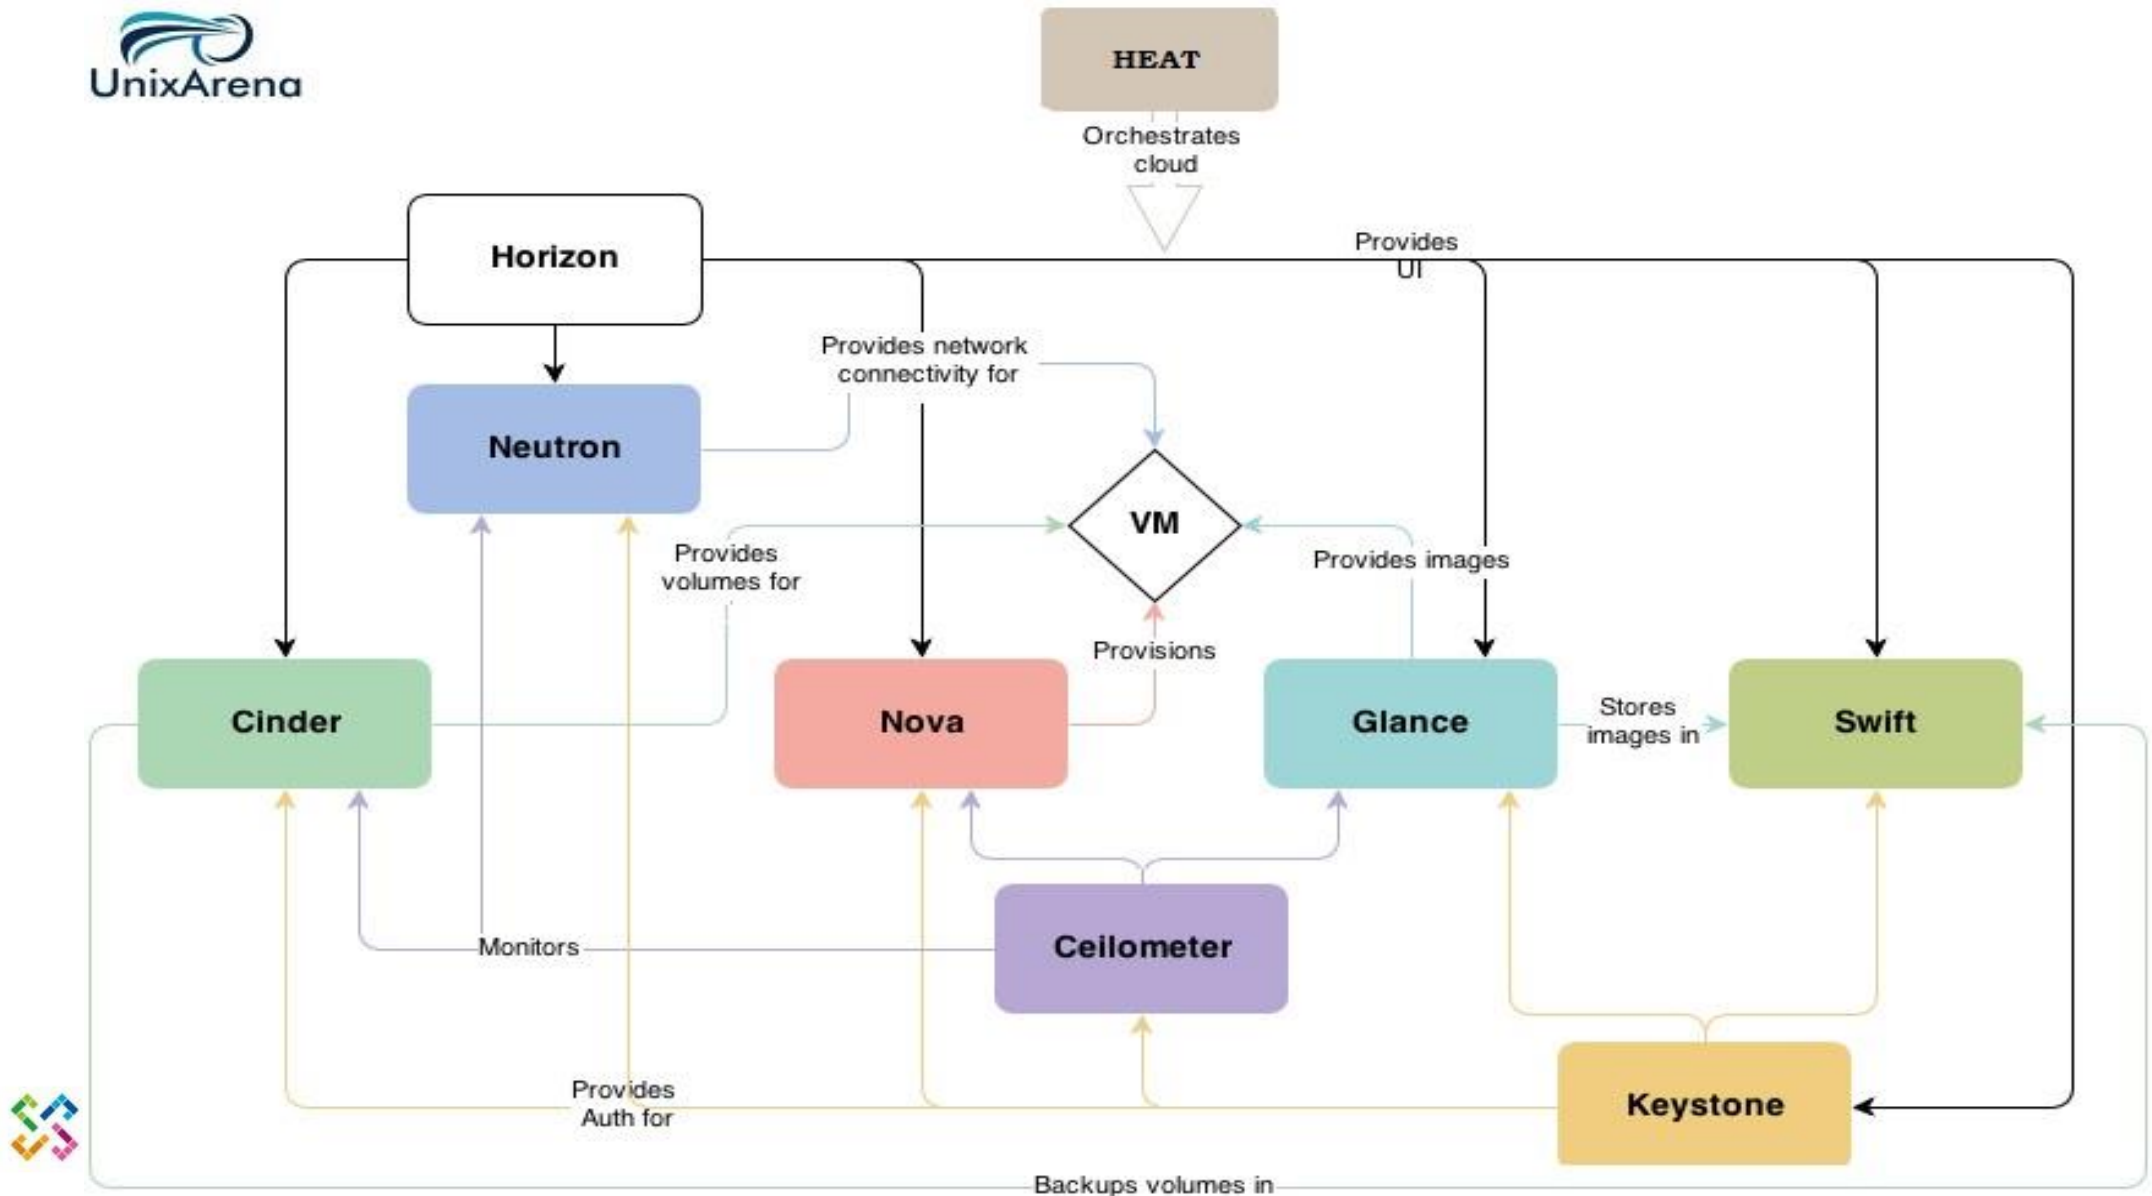 UnixArena
HEAT
Orchestrates
cloud
Horizon
Provides
UI
Provides network
connectivity for
Neutron
VM
Provides
volumes for
Provides images
Provisions
Cinder
Nova
Glance
Stores
images in
Swift
Ceilometer
Monitors
Provides
Auth for
Keystone
Backups volumes in